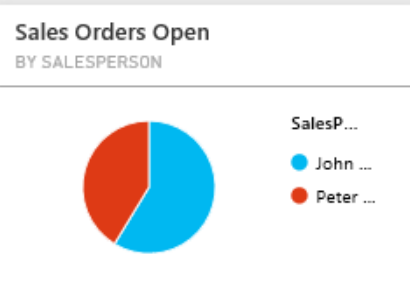 Sales Orders Open
BY SALESPERSON
SalesP...
John ...
Peter ...